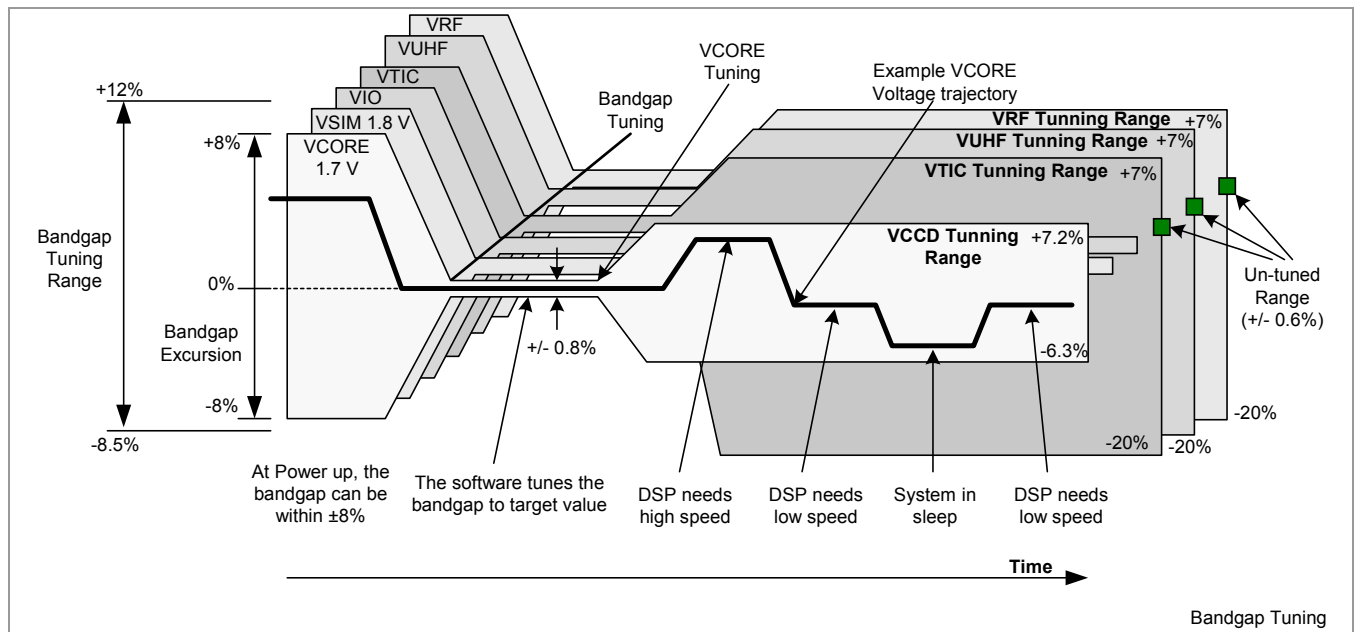 VRF
VUHF
VTIC
VIO
VSIM 1.8 V
VCORE
1.7 V
+12%
+8%
Bandgap
Tuning
Range
0%
Bandgap
Excursion
-8%
-8.5%
Bandgap
Tuning
VCORE
Tuning
Example VCORE
Voltage trajectory
VRF Tunning Range +7%
VUHF Tunning Range +7%
VTIC Tunning Range +7%
VCCD Tunning
Range
+7.2%
-6.3%
+/- 0.8%
Un-tuned
Range
(+/- 0.6%)
-20%
-20%
-20%
At Power up, the
bandgap can be
within ±8%
The software tunes the
bandgap to target value
DSP needs
high speed
DSP needs
low speed
System in
sleep
DSP needs
low speed
Time
Bandgap Tuning